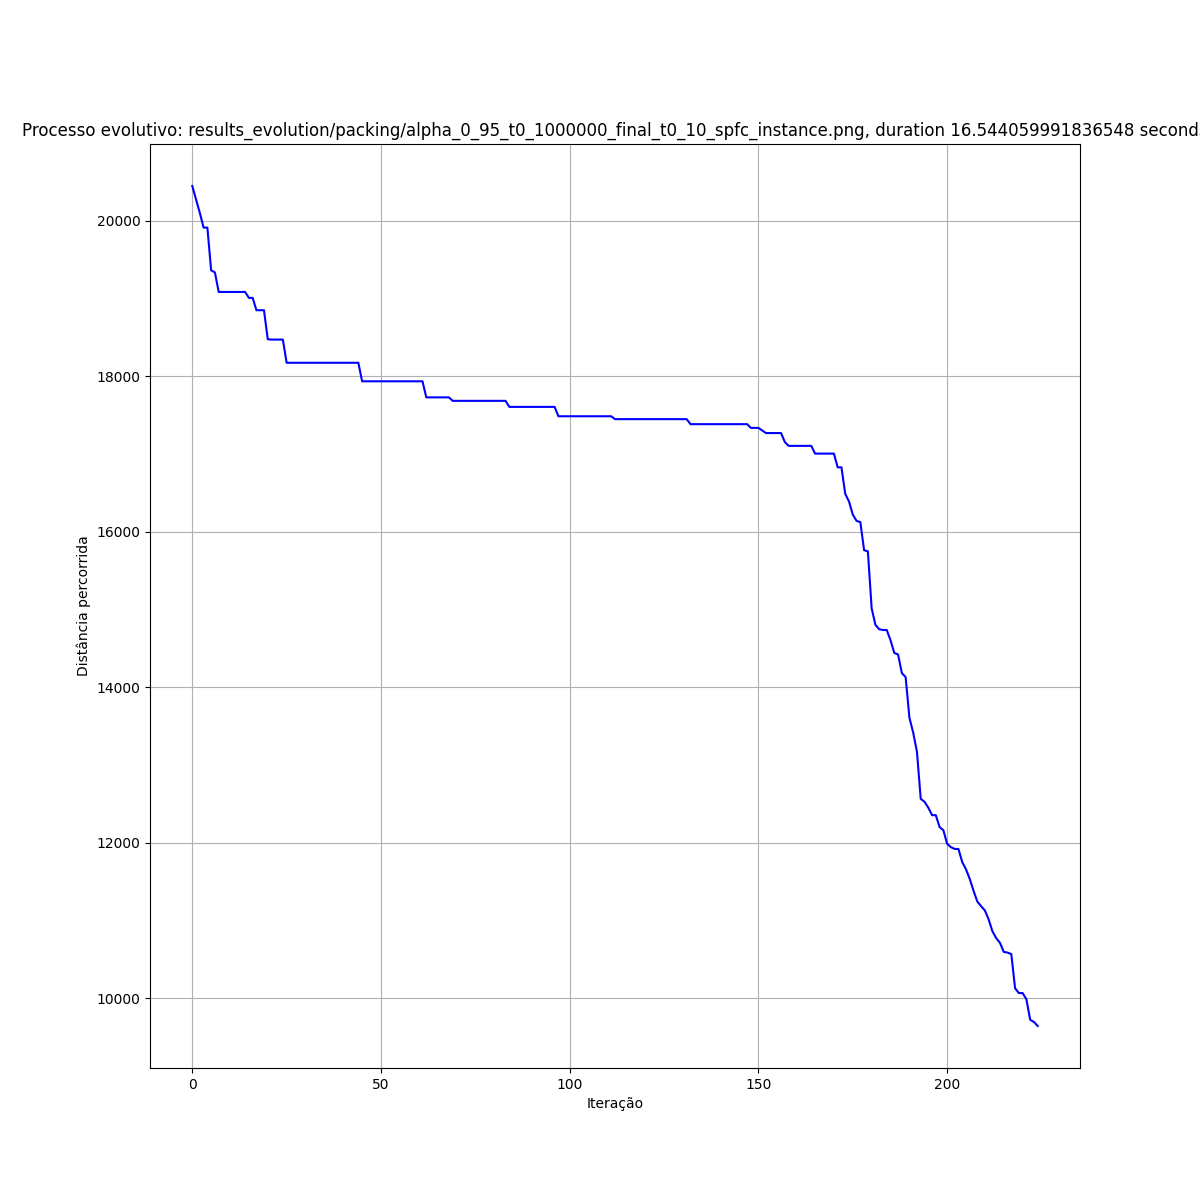 Processo evolutivo: results_evolution/packing/alpha_0_95_t0_1000000_final_t0_10_spfc_instance.png, duration 16.544059991836548 second
20000
18000
16000
14000
12000
10000
Distância percorrida
0 50 100 150 200
Iteração